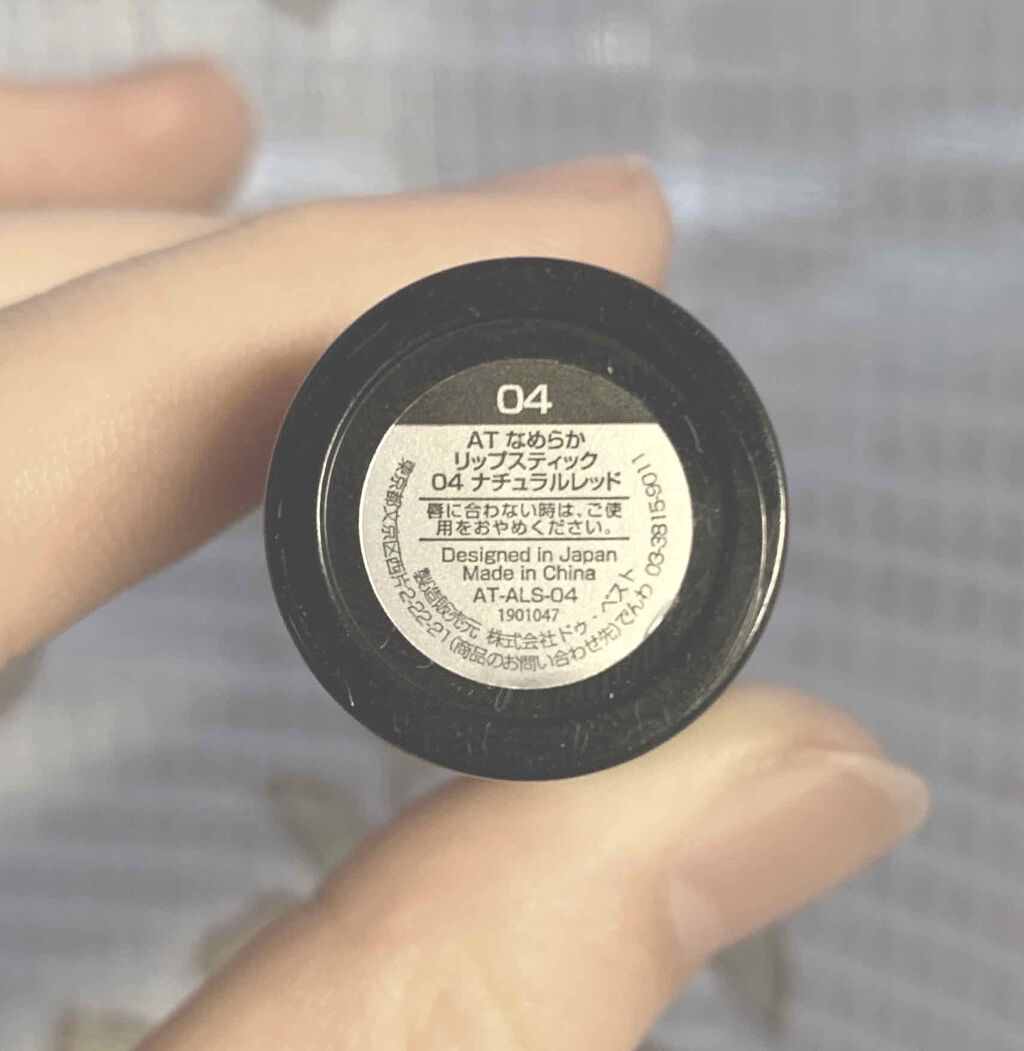 04
AT なめらか
リップスティック
04 ナチュラルレッド
唇に合わない時は、ご使
用をおやめください。
Designed in Japan
Made in China
AT-ALS-04
1901047
製造販売元 株式会社 ドゥ・ベスト
東京都文京区四片2-22-21(商品のお問い合わせ先)でんわ 03-3815-9011